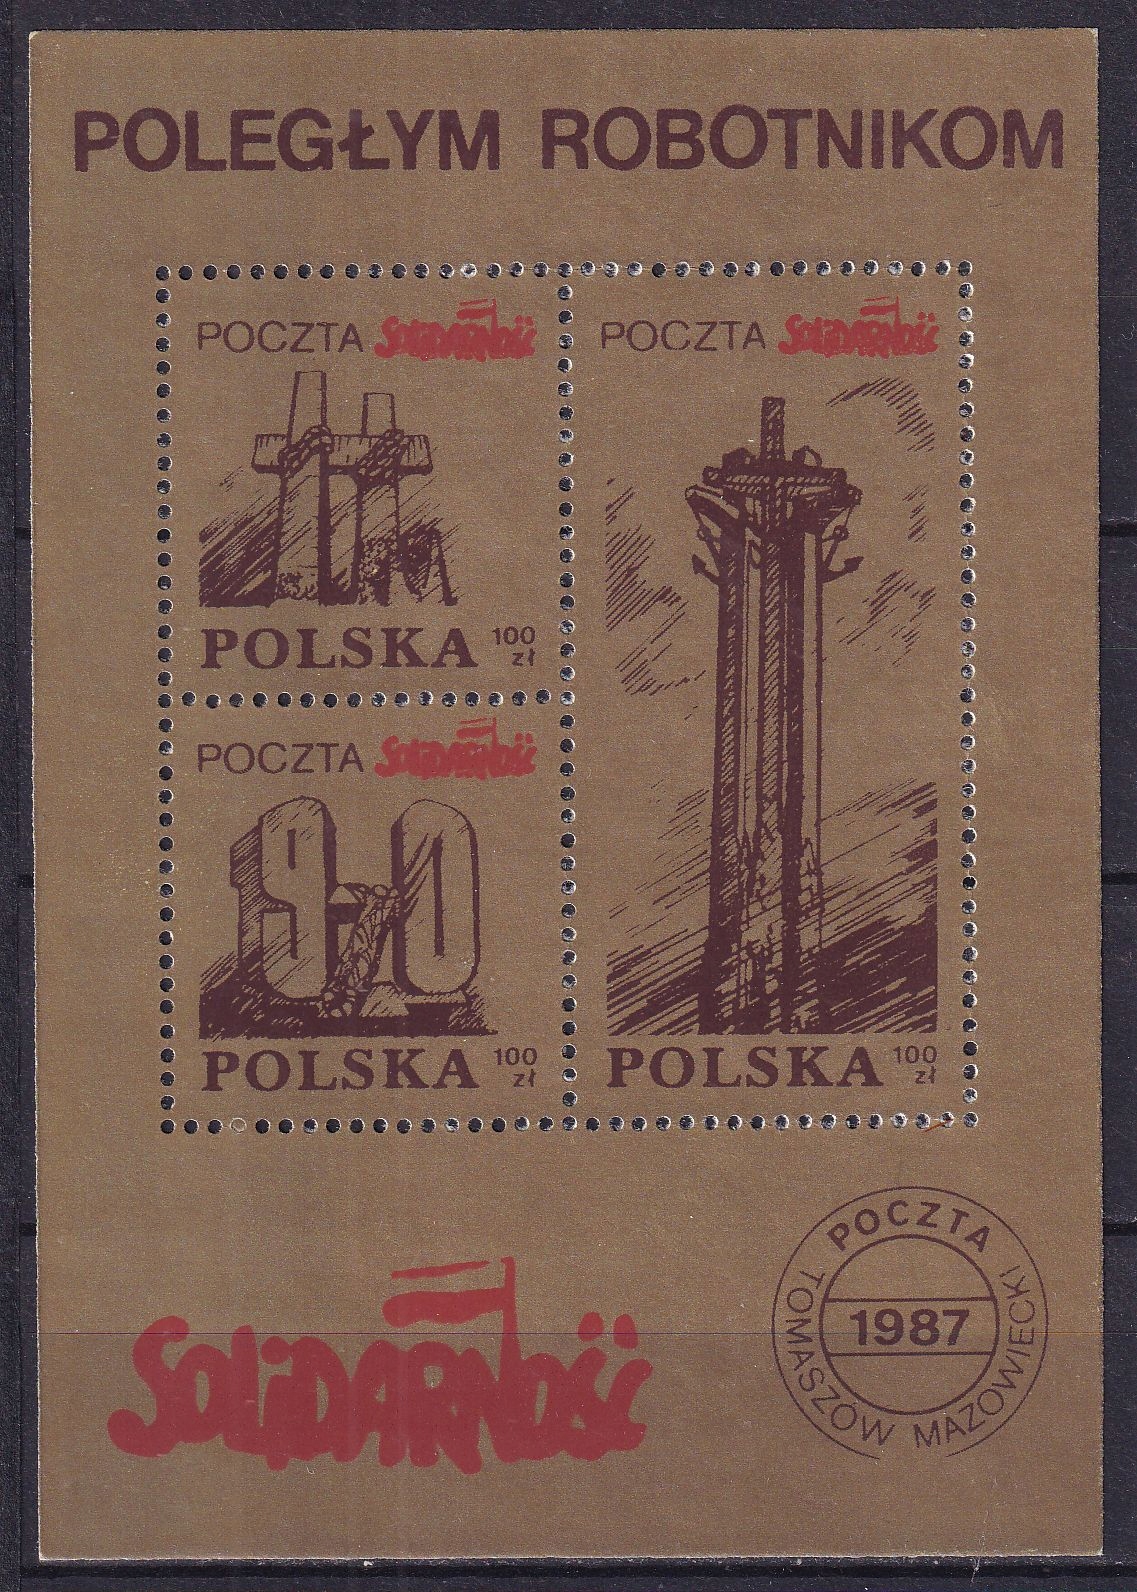 POLEGŁYM ROBOTNIKOM
POCZTA SOLIDARNOŚĆ
POLSKA 100 zł
POCZTA SOLIDARNOŚĆ
1970
POLSKA 100 zł
POCZTA SOLIDARNOŚĆ
POLSKA 100 zł
SOLIDARNOŚĆ
POCZTA
1987
TOMASZÓW MAZOWIECKI